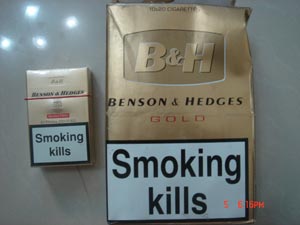 10x20 CIGARETTES
B&H
BENSON & HEDGES
GOLD
Smoking
kills
B&H
BENSON & HEDGES
Smoking
kills